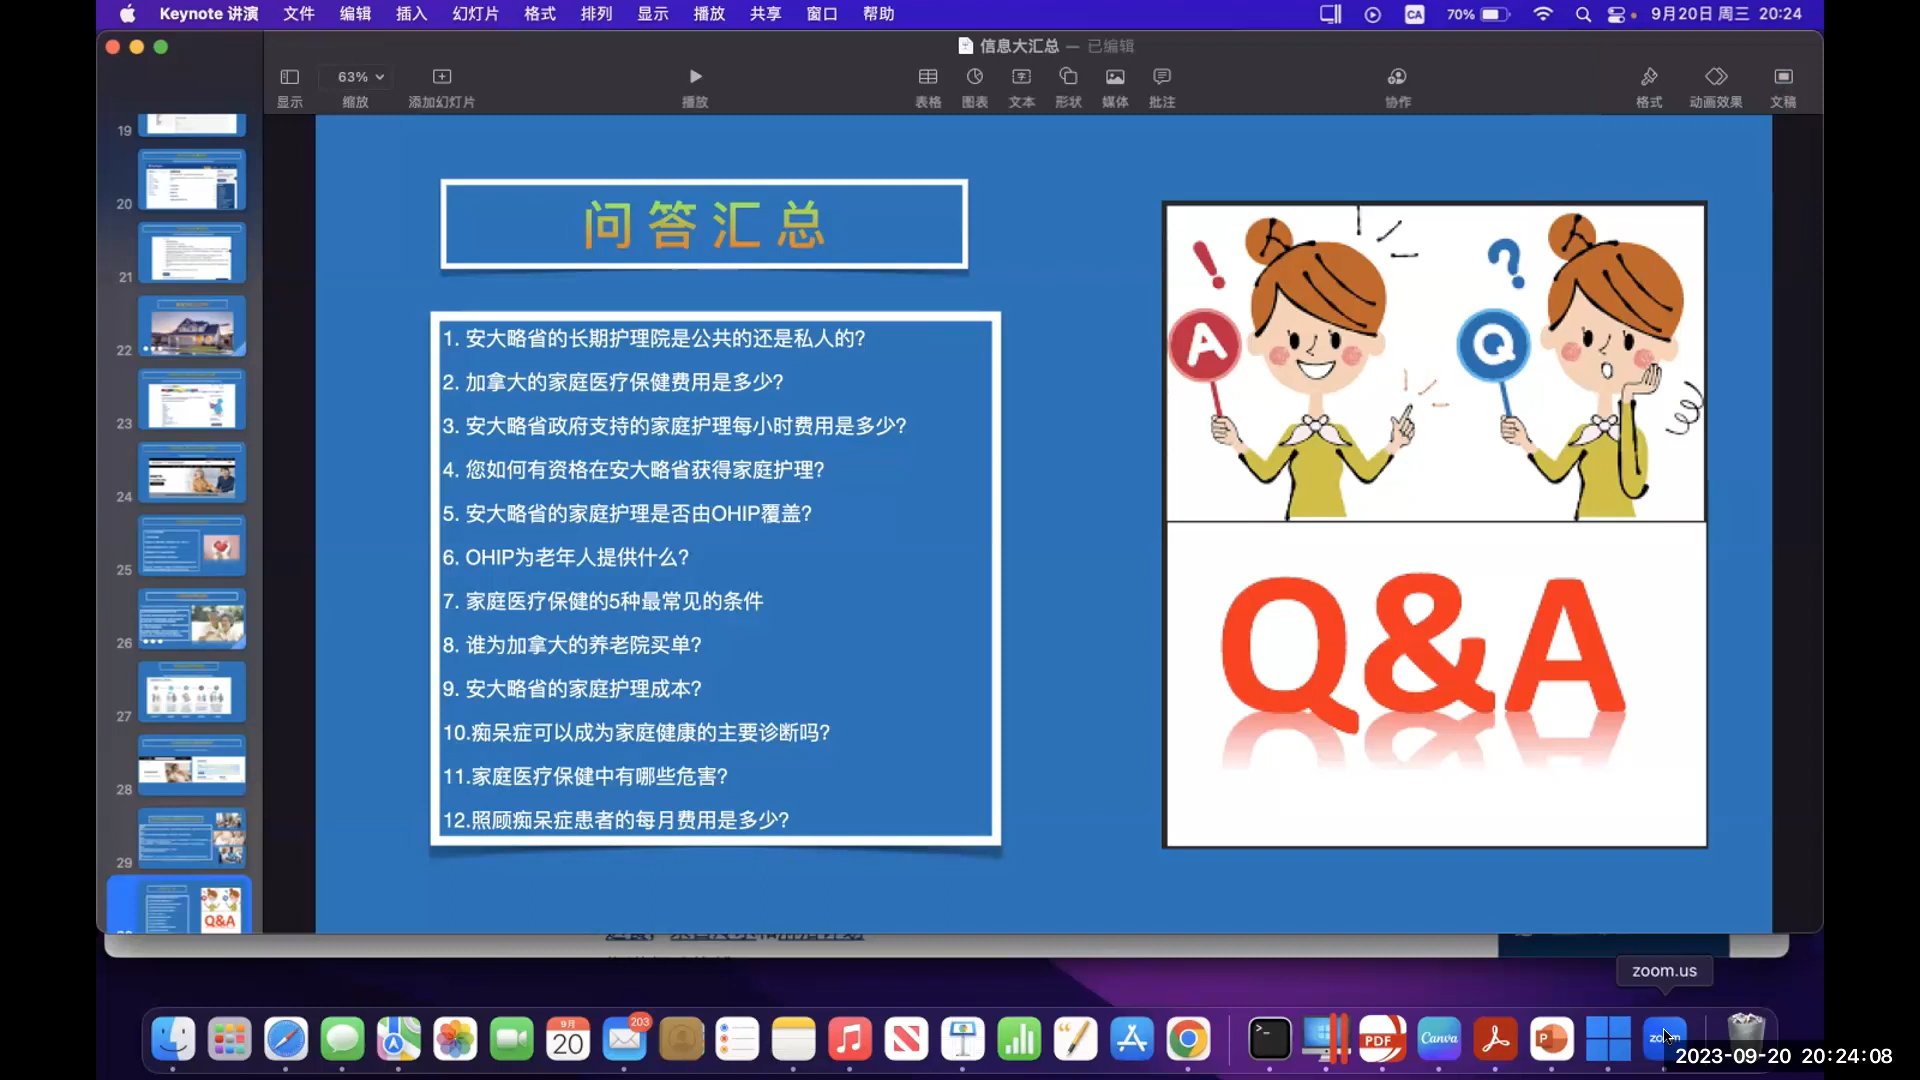 Keynote 讲演 文件 编辑 插入 幻灯片 格式 排列 显示 播放 共享 窗口 帮助 CA 70% 9月20日 周三 20:24
信息大汇总 — 已编辑
63%
显示 缩放 添加幻灯片 播放 表格 图表 文本 形状 媒体 批注 协作 格式 动画效果 文稿
19
20
21
22
23
24
25
26
27
28
29
Q&A
问答汇总
1. 安大略省的长期护理院是公共的还是私人的?
2. 加拿大的家庭医疗保健费用是多少?
3. 安大略省政府支持的家庭护理每小时费用是多少?
4. 您如何有资格在安大略省获得家庭护理?
5. 安大略省的家庭护理是否由OHIP覆盖?
6. OHIP为老年人提供什么?
7. 家庭医疗保健的5种最常见的条件
8. 谁为加拿大的养老院买单?
9. 安大略省的家庭护理成本?
10.痴呆症可以成为家庭健康的主要诊断吗?
11.家庭医疗保健中有哪些危害?
12.照顾痴呆症患者的每月费用是多少?
! ?
A Q
Q&A
zoom.us
9月
20
203
PDF
Canva
zoom
2023-09-20 20:24:08